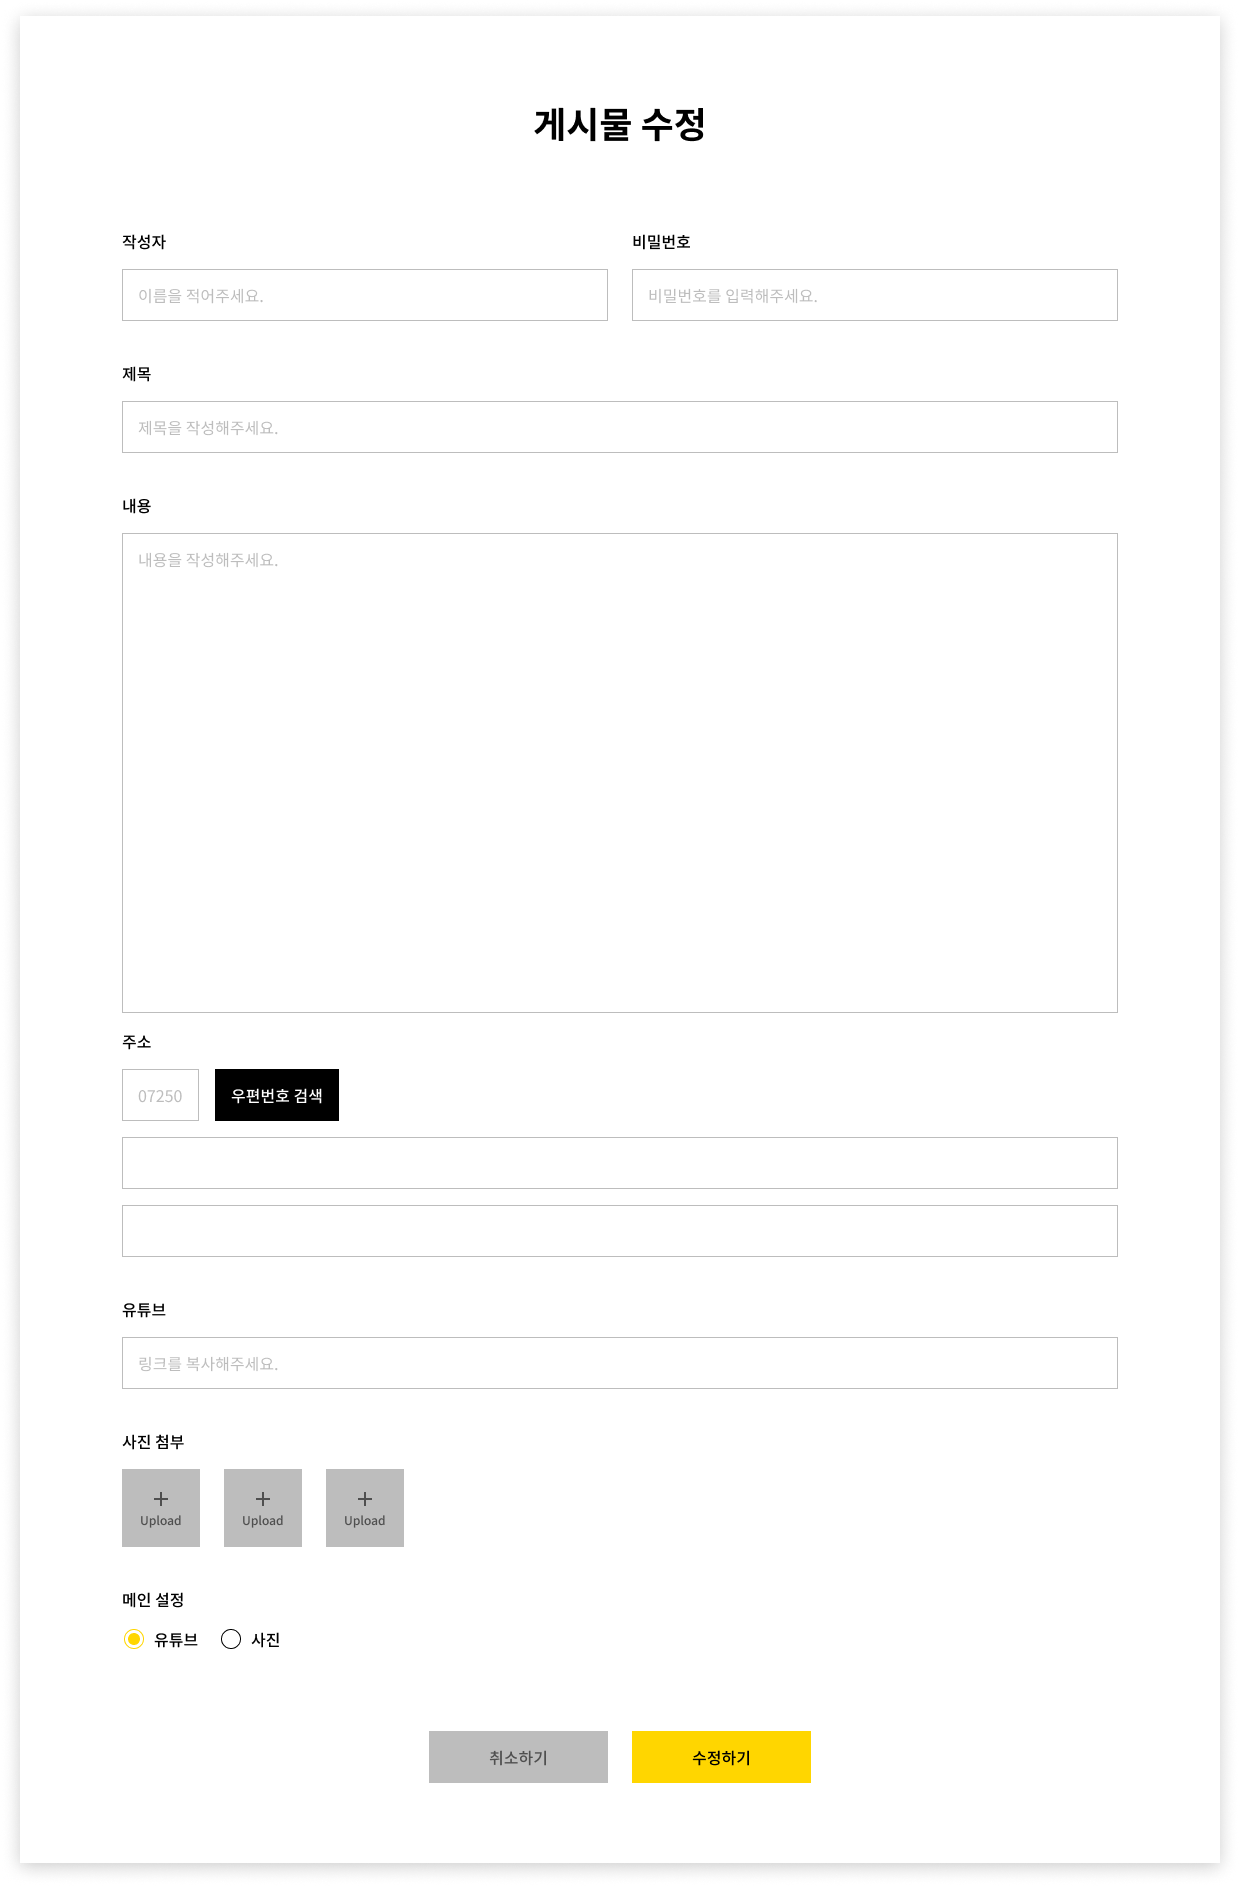 게시물 수정
작성자
비밀번호
이름을 적어주세요.
비밀번호를 입력해주세요.
제목
제목을 작성해주세요.
내용
내용을 작성해주세요.
주소
07250
우편번호 검색
유튜브
링크를 복사해주세요.
사진 첨부
Upload
Upload
Upload
메인 설정
유튜브
사진
취소하기
수정하기